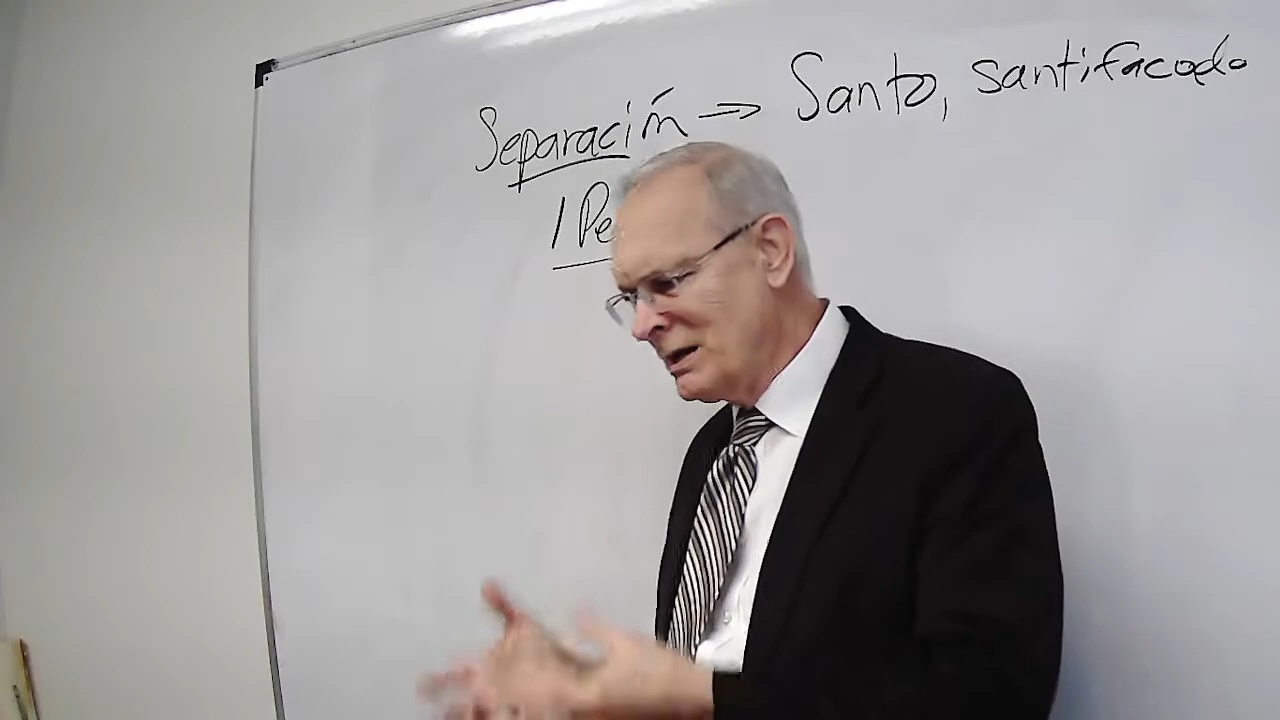 Separación → Santo, santifacado
1 Pe